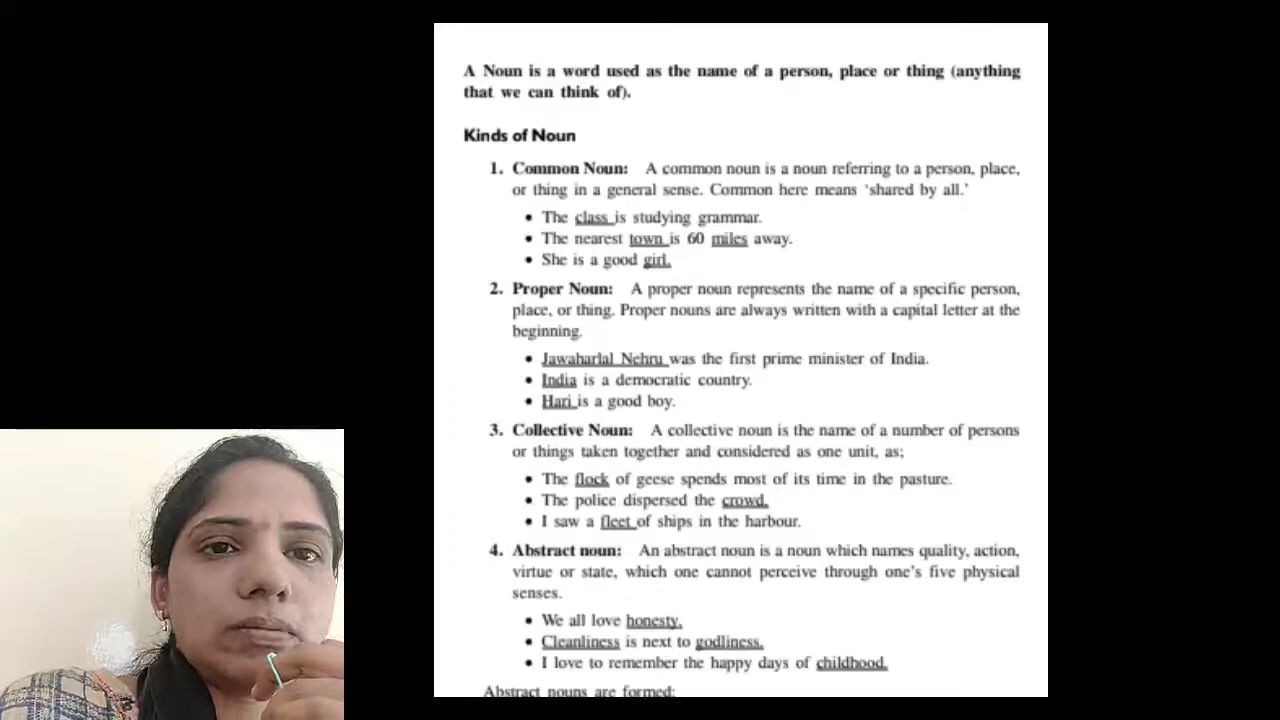 A Noun is a word used as the name of a person, place or thing (anything
that we can think of).
Kinds of Noun
1. Common Noun: A common noun is a noun referring to a person, place,
or thing in a general sense. Common here means ‘shared by all.’
• The class is studying grammar.
• The nearest town is 60 miles away.
• She is a good girl.
2. Proper Noun: A proper noun represents the name of a specific person,
place, or thing. Proper nouns are always written with a capital letter at the
beginning.
• Jawaharlal Nehru was the first prime minister of India.
• India is a democratic country.
• Hari is a good boy.
3. Collective Noun: A collective noun is the name of a number of persons
or things taken together and considered as one unit, as;
• The flock of geese spends most of its time in the pasture.
• The police dispersed the crowd.
• I saw a fleet of ships in the harbour.
4. Abstract noun: An abstract noun is a noun which names quality, action,
virtue or state, which one cannot perceive through one’s five physical
senses.
• We all love honesty.
• Cleanliness is next to godliness.
• I love to remember the happy days of childhood.
Abstract nouns are formed: